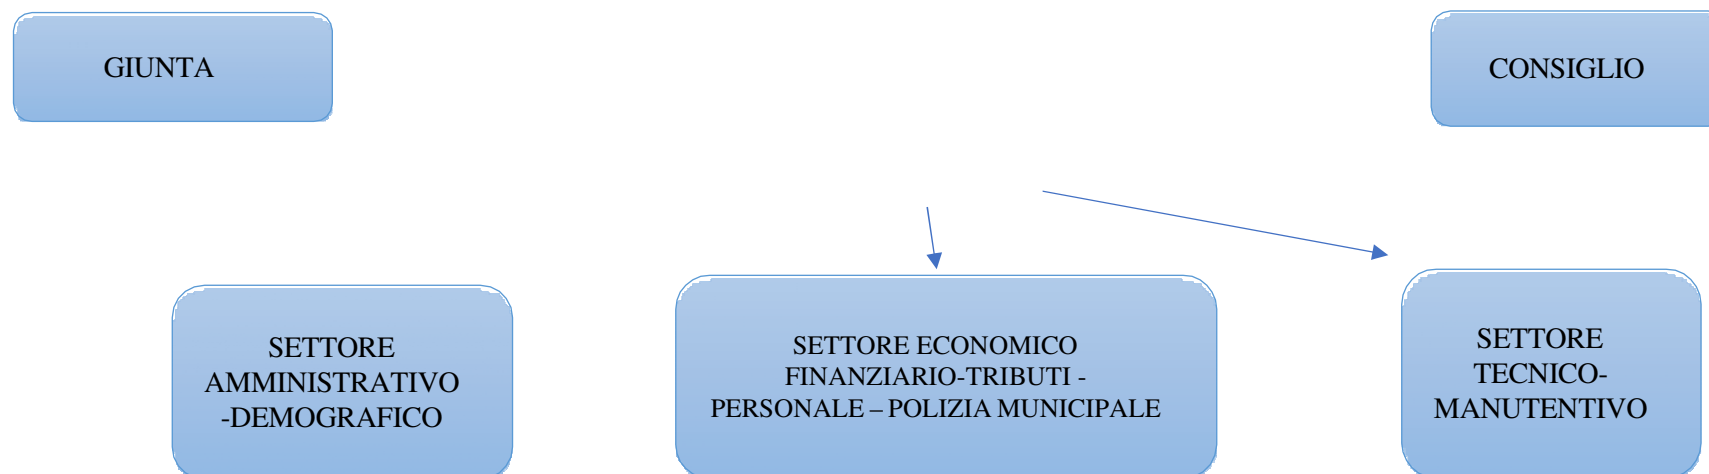 GIUNTA
CONSIGLIO
SETTORE
AMMINISTRATIVO
-DEMOGRAFICO
SETTORE ECONOMICO
FINANZIARIO-TRIBUTI -
PERSONALE – POLIZIA MUNICIPALE
SETTORE
TECNICO-
MANUTENTIVO